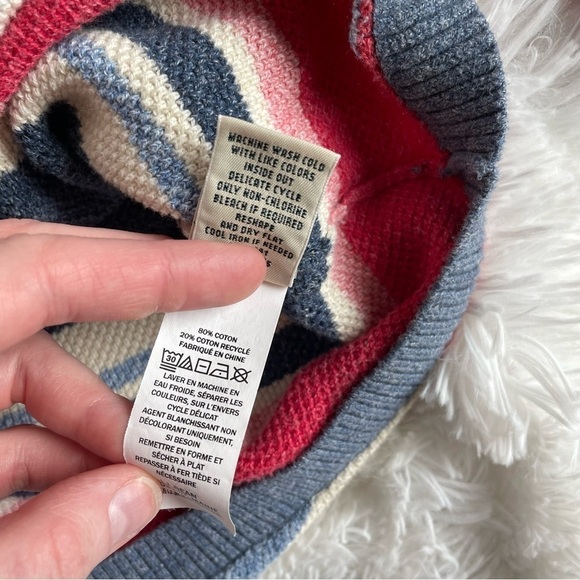 MACHINE WASH COLD
WITH LIKE COLORS
INSIDE OUT
DELICATE CYCLE
ONLY NON-CHLORINE
BLEACH IF REQUIRED
RESHAPE
AND DRY FLAT
COOL IRON IF NEEDED
80% COTON
20% COTON RECYCLÉ
FABRIQUÉ EN CHINE
30
LAVER EN MACHINE EN
EAU FROIDE, SÉPARER LES
COULEURS, SUR L'ENVERS
CYCLE DÉLICAT
AGENT BLANCHISSANT NON
DÉCOLORANT UNIQUEMENT,
SI BESOIN
REMETTRE EN FORME ET
SÉCHER À PLAT
REPASSER À FER TIÈDE SI
NÉCESSAIRE